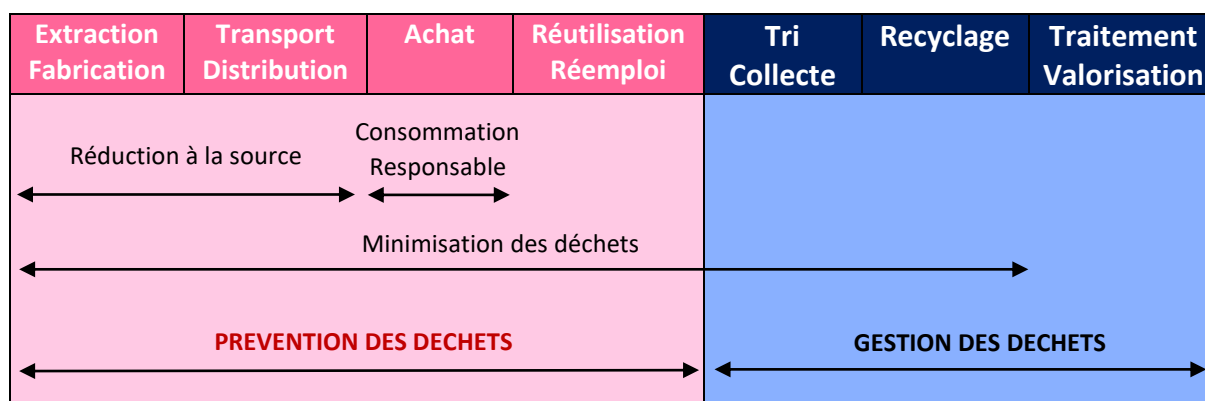 Extraction Transport Achat Réutilisation Tri Recyclage Traitement
Fabrication Distribution Réemploi Collecte Valorisation
Consommation
Réduction à la source Responsable
Minimisation des déchets
PREVENTION DES DECHETS GESTION DES DECHETS